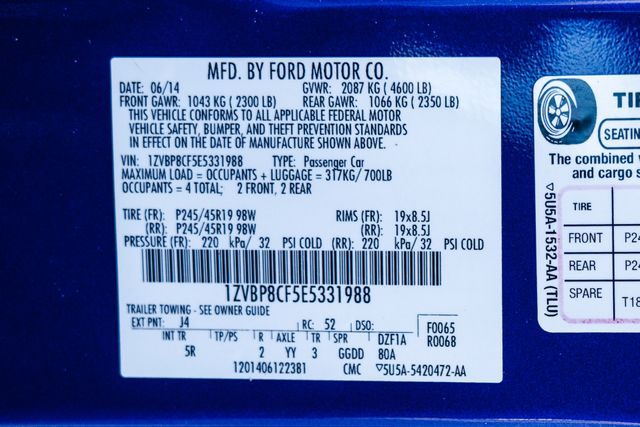 MFD. BY FORD MOTOR CO.
DATE: 06/14 GVWR: 2087 KG ( 4600 LB)
FRONT GAWR: 1043 KG ( 2300 LB) REAR GAWR: 1066 KG ( 2350 LB)
THIS VEHICLE CONFORMS TO ALL APPLICABLE FEDERAL MOTOR
VEHICLE SAFETY, BUMPER, AND THEFT PREVENTION STANDARDS
IN EFFECT ON THE DATE OF MANUFACTURE SHOWN ABOVE.
VIN: 1ZVBP8CF5E5331988 TYPE: Passenger Car
MAXIMUM LOAD = OCCUPANTS + LUGGAGE = 317KG/ 700LB
OCCUPANTS = 4 TOTAL; 2 FRONT, 2 REAR
TIRE (FR): P245/45R19 98W RIMS (FR): 19x8.5J
(RR): P245/45R19 98W (RR): 19x8.5J
PRESSURE (FR): 220 kPa/ 32 PSI COLD (RR): 220 kPa/ 32 PSI COLD
1ZVBP8CF5E5331988
TRAILER TOWING - SEE OWNER GUIDE
EXT PNT: J4 RC: 52 DSO: F0065
INT TR TP/PS R AXLE TR SPR DZF1A R0068
5R 2 YY 3 GGDD 80A
1201406122381 CMC ▽5U5A-5420472-AA
TIR
SEATIN
The combined
and cargo s
▽5U5A-1532-AA (TLU)
TIRE
FRONT P24
REAR P24
SPARE T18